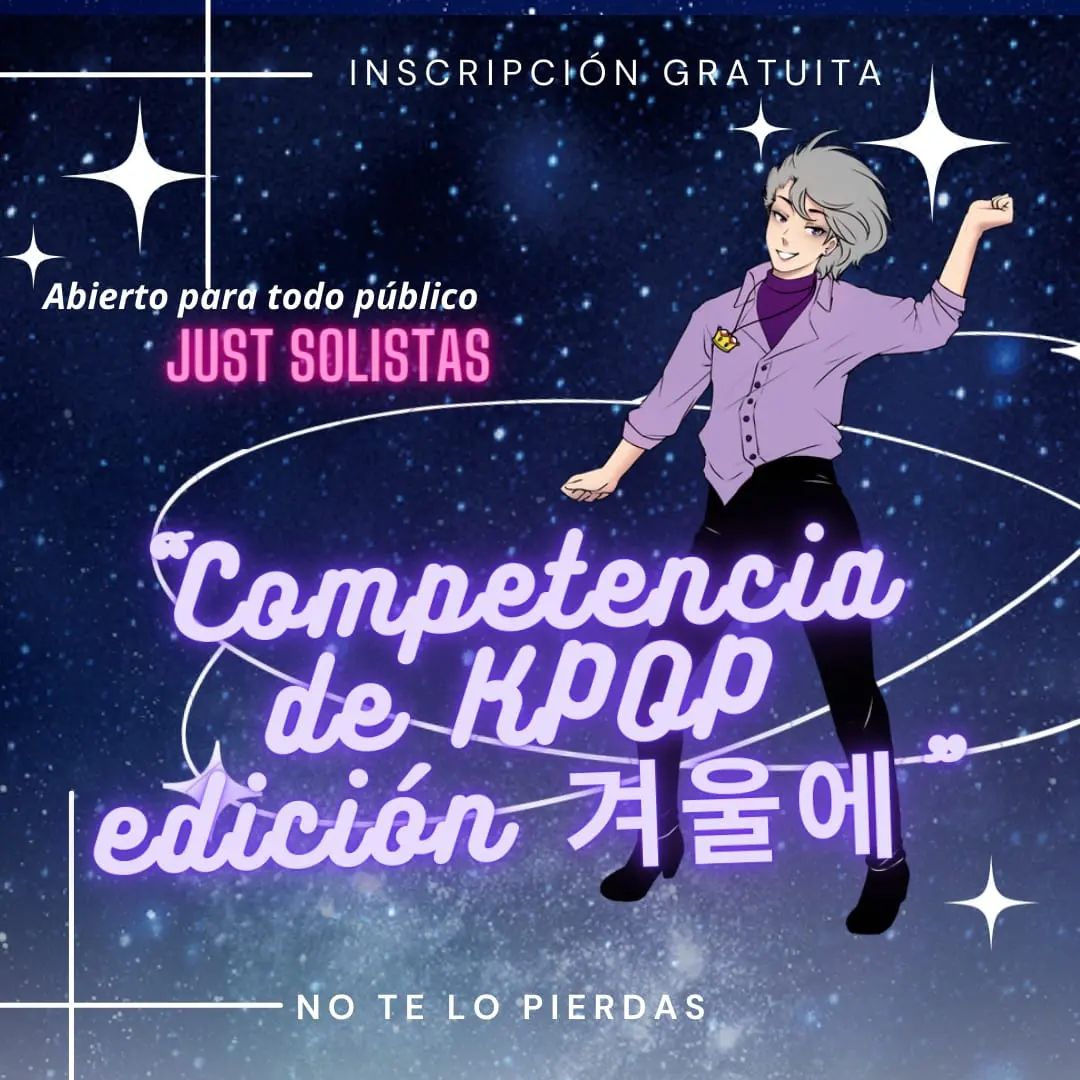 INSCRIPCIÓN GRATUITA
Abierto para todo público
JUST SOLISTAS
“Competencia
de KPOP
edición 겨울에”
NO TE LO PIERDAS